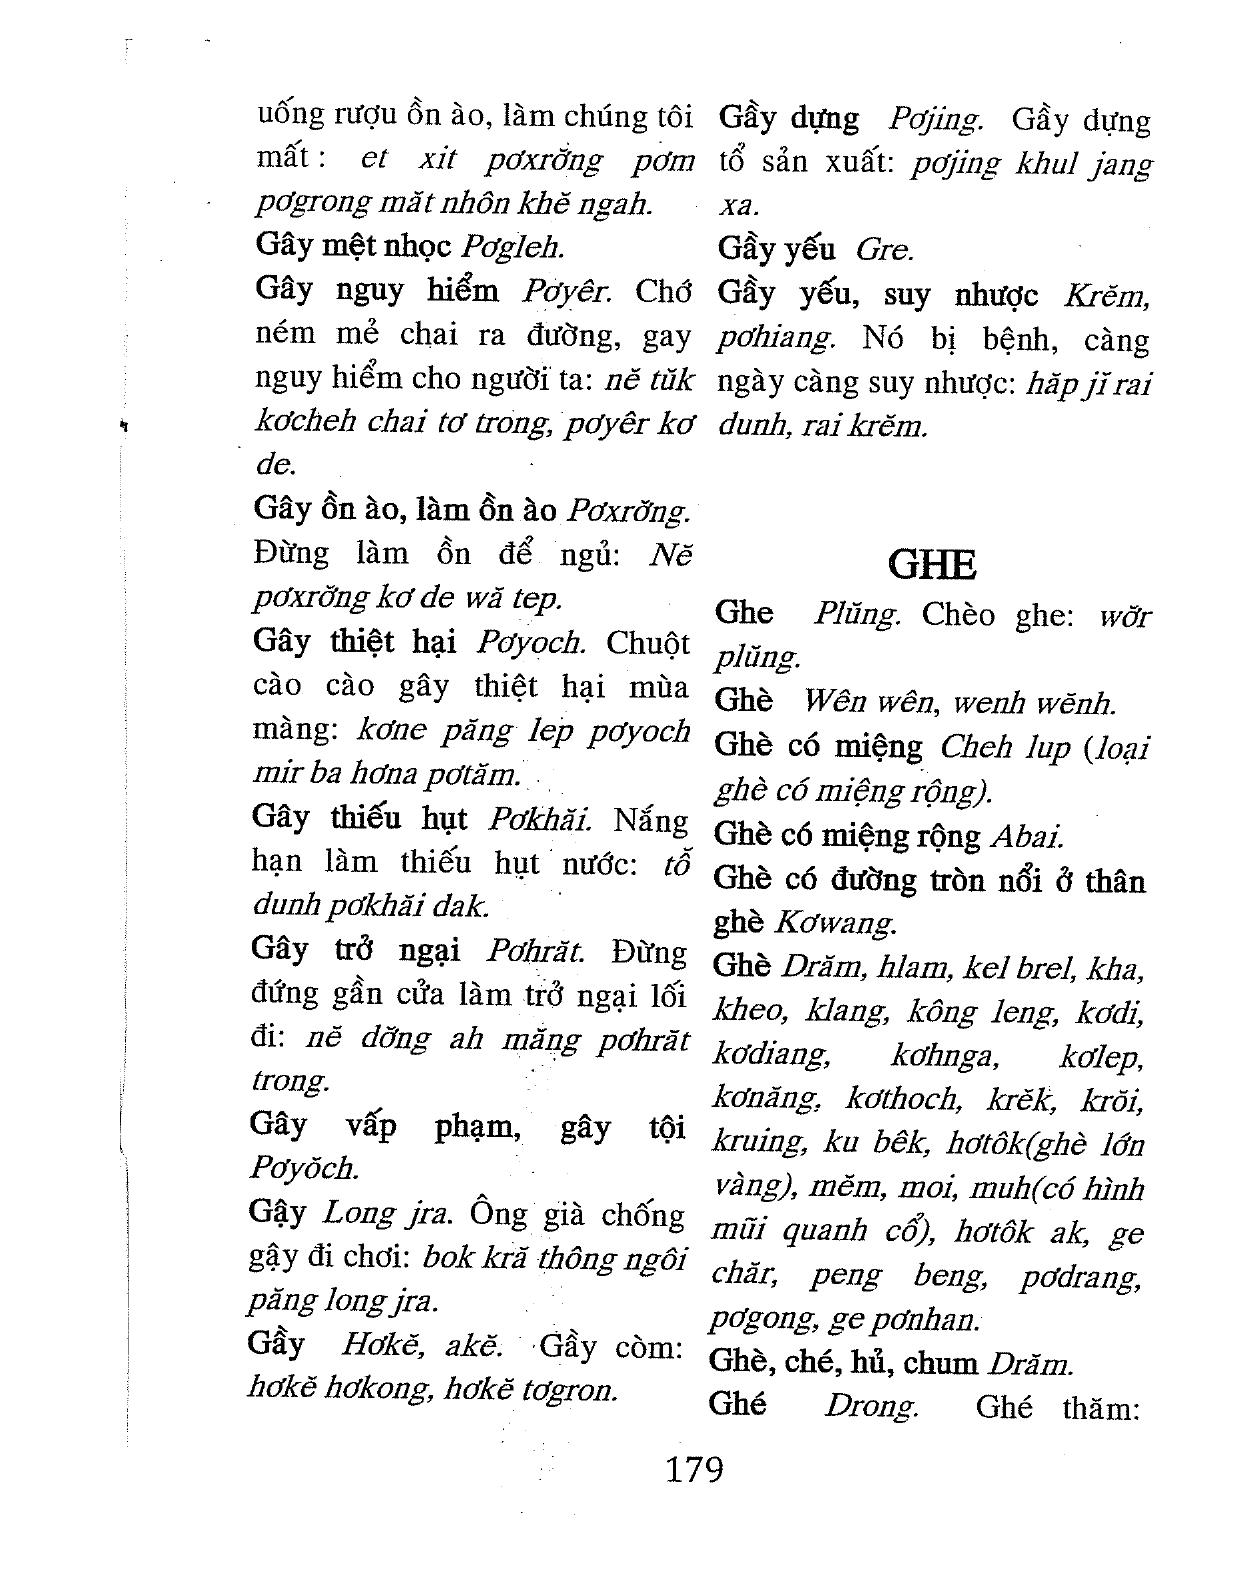 uống rượu ồn ào, làm chúng tôi
mất : et xit pơxrỡng pơm
pơgrong măt nhôn khĕ ngah.
Gây mệt nhọc Pơgleh.
Gây nguy hiểm Pơyêr. Chớ
ném mẻ chai ra đường, gay
nguy hiểm cho người ta: nĕ tŭk
kơcheh chai tơ trong, pơyêr kơ
de.
Gây ồn ào, làm ồn ào Pơxrỡng.
Đừng làm ồn để ngủ: Nĕ
pơxrỡng kơ de wă tep.
Gây thiệt hại Pơyoch. Chuột
cào cào gây thiệt hại mùa
màng: kơne păng lep pơyoch
mir ba hơna pơtăm.
Gây thiếu hụt Pơkhăi. Nắng
hạn làm thiếu hụt nước: tỗ
dunh pơkhăi dak.
Gây trở ngại Pơhrăt. Đừng
đứng gần cửa làm trở ngại lối
đi: nĕ dỡng ah măng pơhrăt
trong.
Gây vấp phạm, gây tội
Pơyŏch.
Gậy Long jra. Ông già chống
gậy đi chơi: bok kră thông ngôi
păng long jra.
Gầy Hơkĕ, akĕ. Gầy còm:
hơkĕ hơkong, hơkĕ tơgron.
Gầy dựng Pơjing. Gầy dựng
tổ sản xuất: pơjing khul jang
xa.
Gầy yếu Gre.
Gầy yếu, suy nhược Krĕm,
pơhiang. Nó bị bệnh, càng
ngày càng suy nhược: hăp jĭ rai
dunh, rai krĕm.
GHE
Ghe Plŭng. Chèo ghe: wỡr
plŭng.
Ghè Wên wên, wenh wĕnh.
Ghè có miệng Cheh lup (loại
ghè có miệng rộng).
Ghè có miệng rộng Abai.
Ghè có đường tròn nổi ở thân
ghè Kơwang.
Ghè Drăm, hlam, kel brel, kha,
kheo, klang, kông leng, kơdi,
kơdiang, kơhnga, kơlep,
kơnăng, kơthoch, krĕk, krŏi,
kruing, ku bêk, hơtôk(ghè lớn
vàng), mĕm, moi, muh(có hình
mũi quanh cổ), hơtôk ak, ge
chăr, peng beng, pơdrang,
pơgong, ge pơnhan.
Ghè, ché, hủ, chum Drăm.
Ghé Drong. Ghé thăm:
179